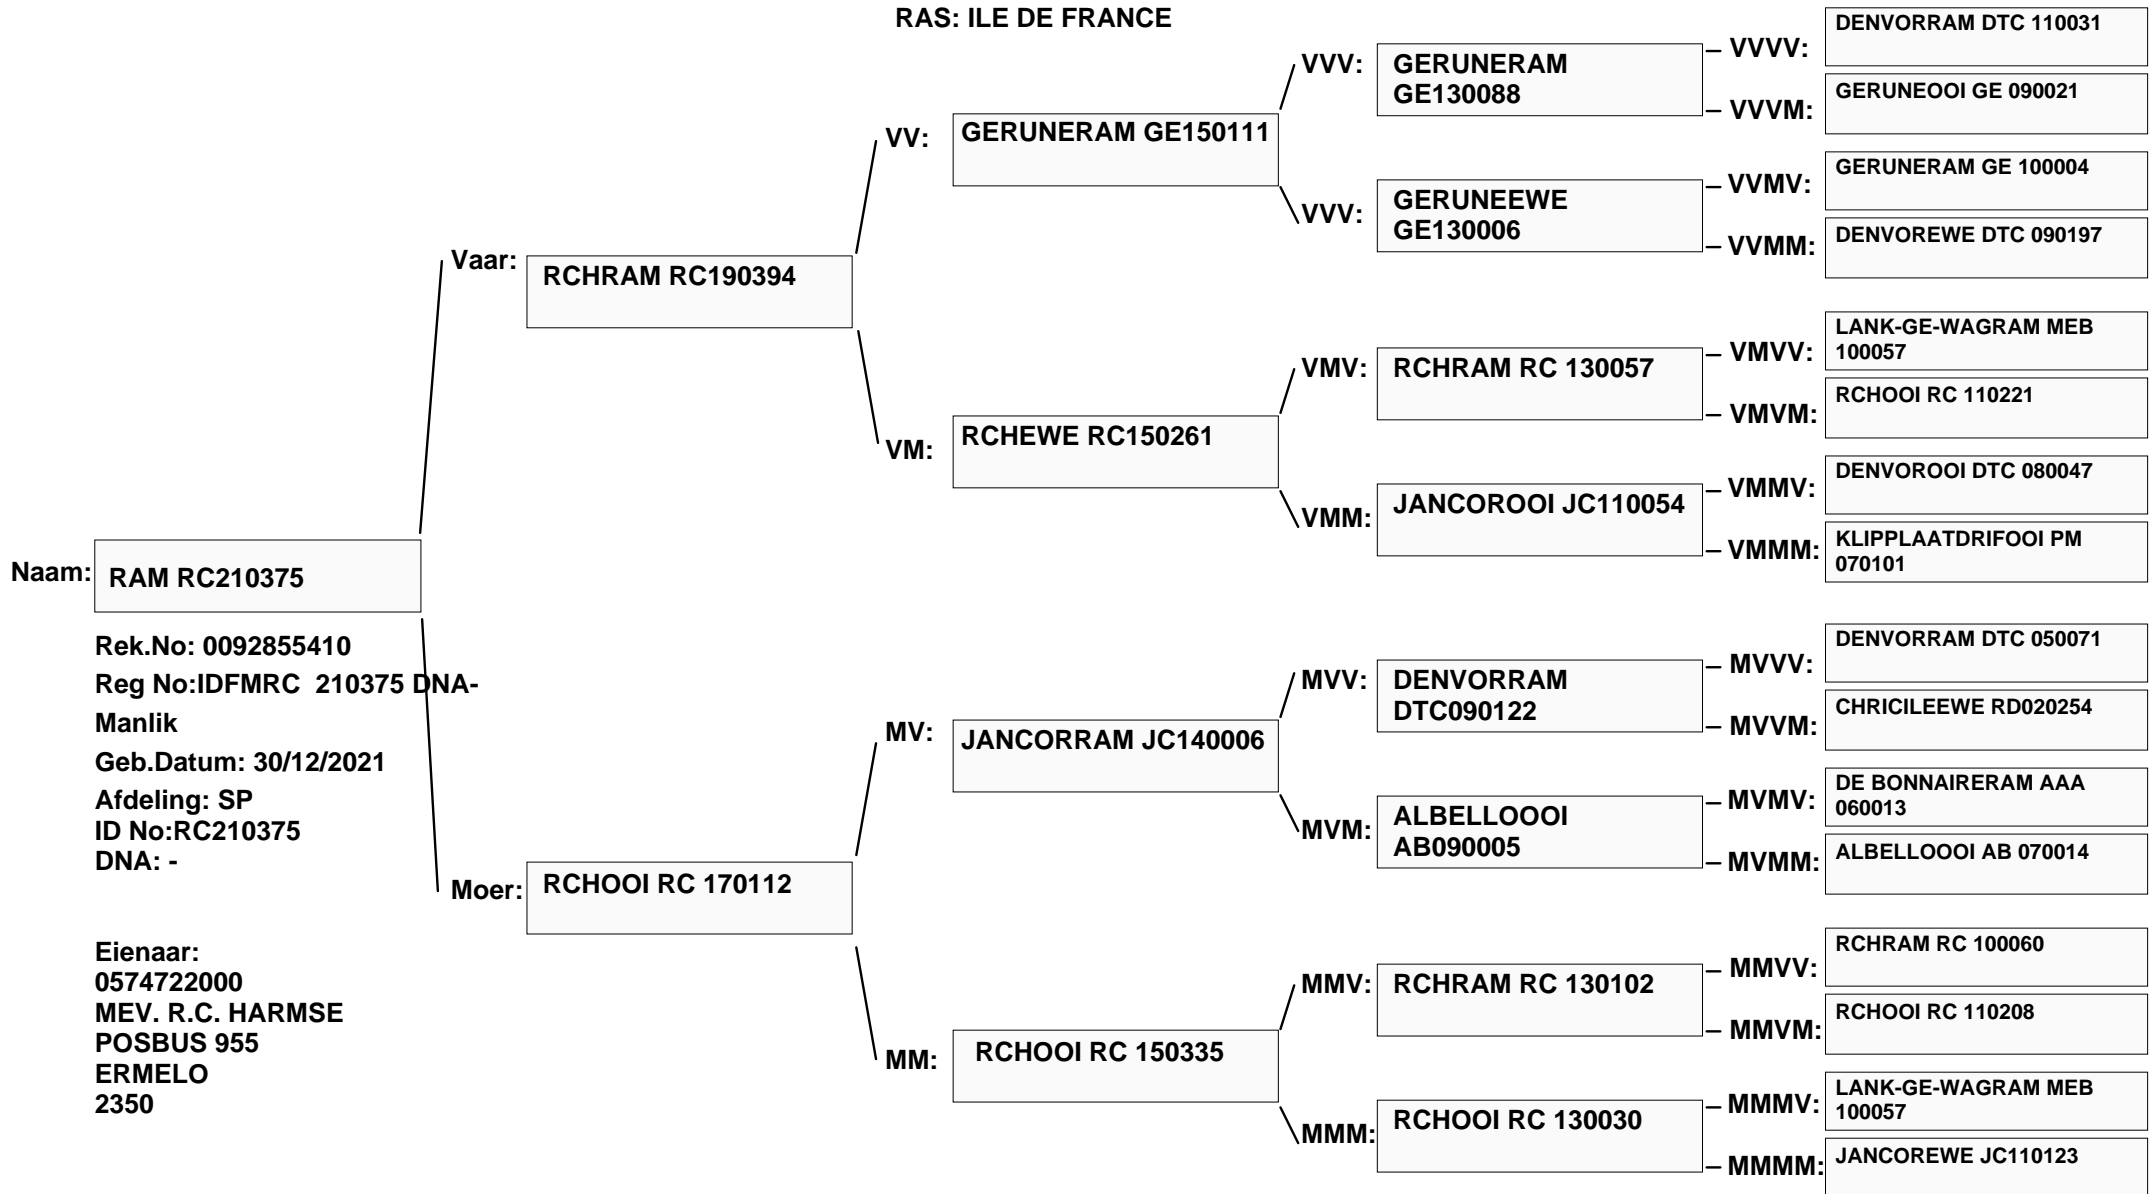 RAS: ILE DE FRANCE
Naam:
RAM RC210375
Rek.No: 0092855410
Reg No:IDFMRC  210375 DNA-
Manlik
Geb.Datum: 30/12/2021
Afdeling: SP
ID No:RC210375
DNA: -
Eienaar:
0574722000
MEV. R.C. HARMSE
POSBUS 955
ERMELO
2350
Vaar:
RCHRAM RC190394
Moer:
RCHOOI RC 170112
VV:
GERUNERAM GE150111
VM:
RCHEWE RC150261
MV:
JANCORRAM JC140006
MM:
RCHOOI RC 150335
VVV:
GERUNERAM
GE130088
VVV:
GERUNEEWE
GE130006
VMV:
RCHRAM RC 130057
VMM:
JANCOROOI JC110054
MVV:
DENVORRAM
DTC090122
MVM:
ALBELLOOOI
AB090005
MMV:
RCHRAM RC 130102
MMM:
RCHOOI RC 130030
VVVV:
DENVORRAM DTC 110031
VVVM:
GERUNEOOI GE 090021
VVMV:
GERUNERAM GE 100004
VVMM:
DENVOREWE DTC 090197
VMVV:
LANK-GE-WAGRAM MEB
100057
VMVM:
RCHOOI RC 110221
VMMV:
DENVOROOI DTC 080047
VMMM:
KLIPPLAATDRIFOOI PM
070101
MVVV:
DENVORRAM DTC 050071
MVVM:
CHRICILEEWE RD020254
MVMV:
DE BONNAIRERAM AAA
060013
MVMM:
ALBELLOOOI AB 070014
MMVV:
RCHRAM RC 100060
MMVM:
RCHOOI RC 110208
MMMV:
LANK-GE-WAGRAM MEB
100057
MMMM:
JANCOREWE JC110123